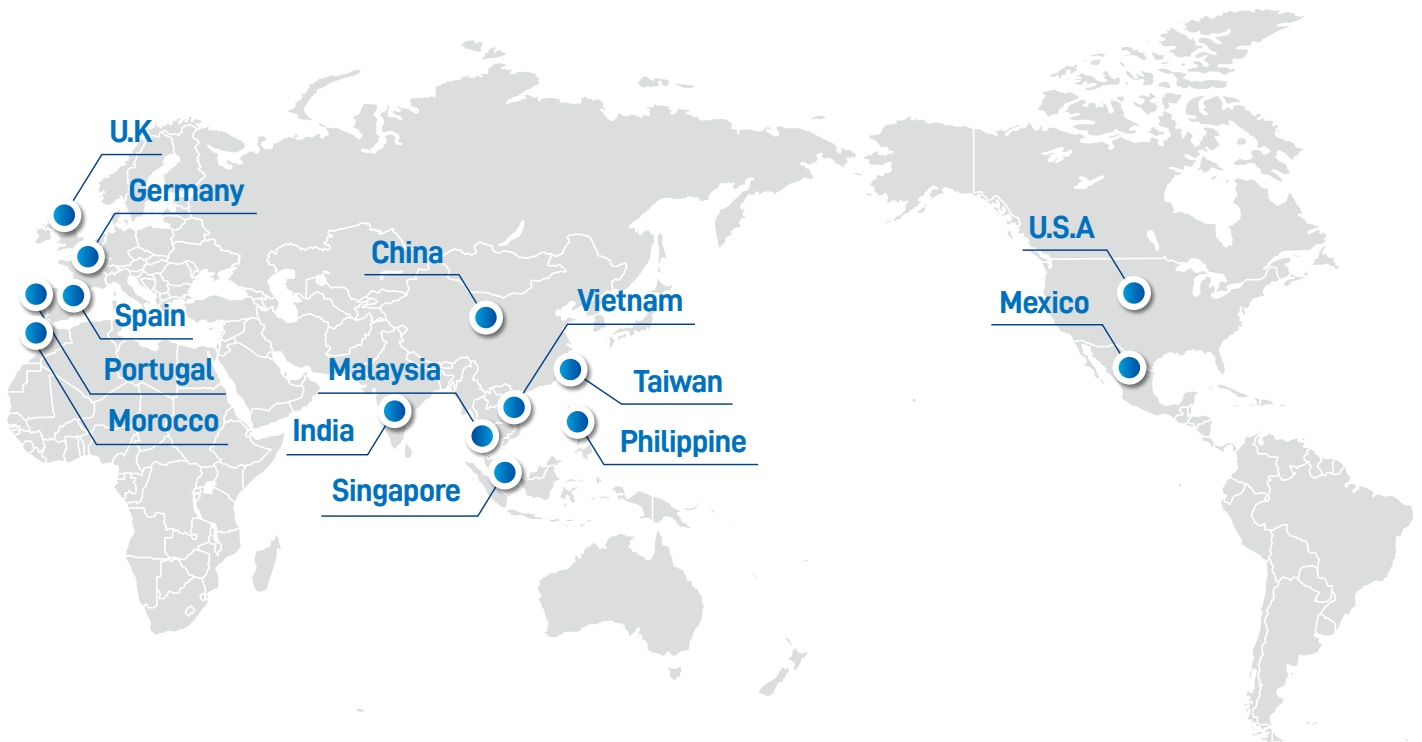 U.K
Germany
Spain
Portugal
Morocco
China
Vietnam
Malaysia
Taiwan
India
Philippine
Singapore
U.S.A
Mexico